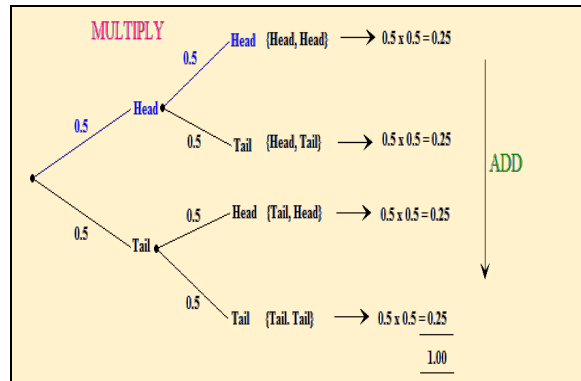 MULTIPLY
Head {Head, Head} 0.5 x 0.5 = 0.25
0.5
0.5
Head
0.5
Tail {Head, Tail} 0.5 x 0.5 = 0.25
ADD
0.5
0.5
Head {Tail, Head} 0.5 x 0.5 = 0.25
Tail
0.5
Tail {Tail. Tail} 0.5 x 0.5 = 0.25
1.00